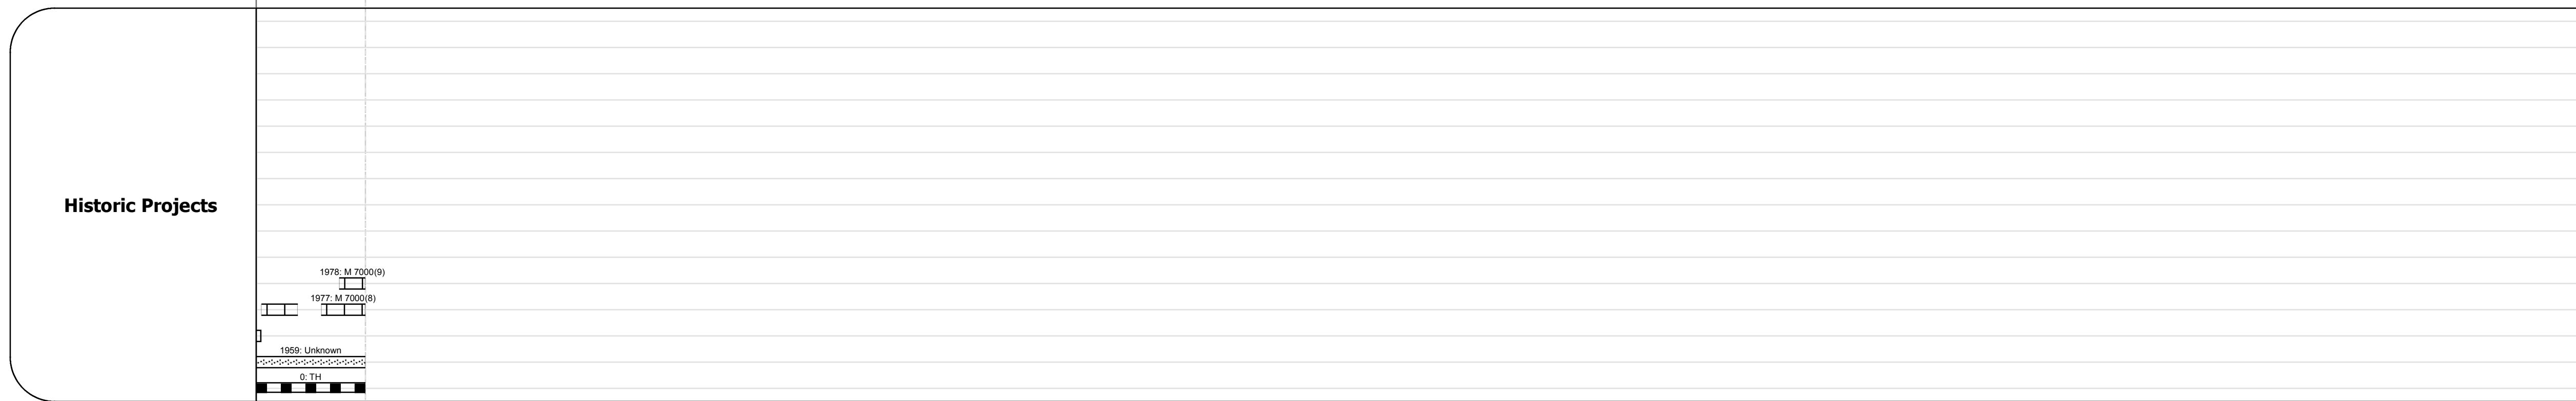 Historic Projects
1978: M 7000(9)
1977: M 7000(8)
1959: Unknown
0: TH